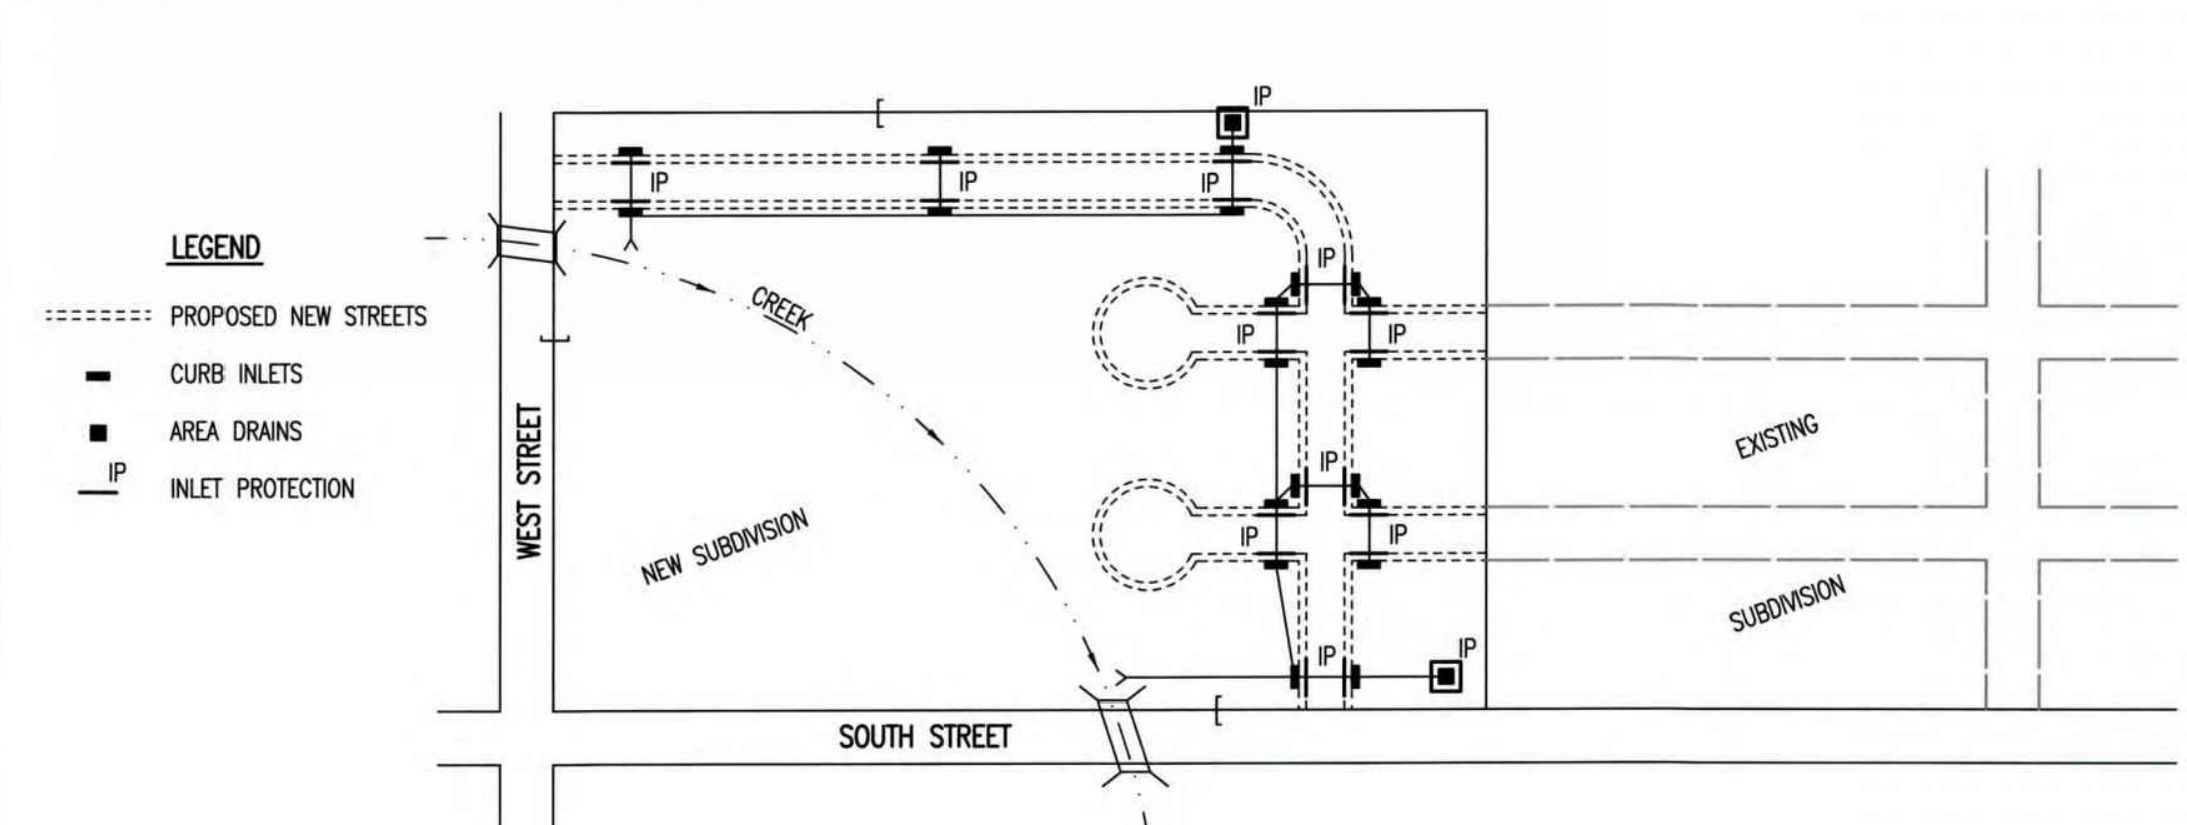 IP
IP
IP
IP
LEGEND
IP
PROPOSED NEW STREETS
CREEK
IP
IP
CURB INLETS
AREA DRAINS
EXISTING
IP
IP
INLET PROTECTION
WEST STREET
NEW SUBDIVISION
IP
IP
SUBDIVISION
IP
IP
SOUTH STREET